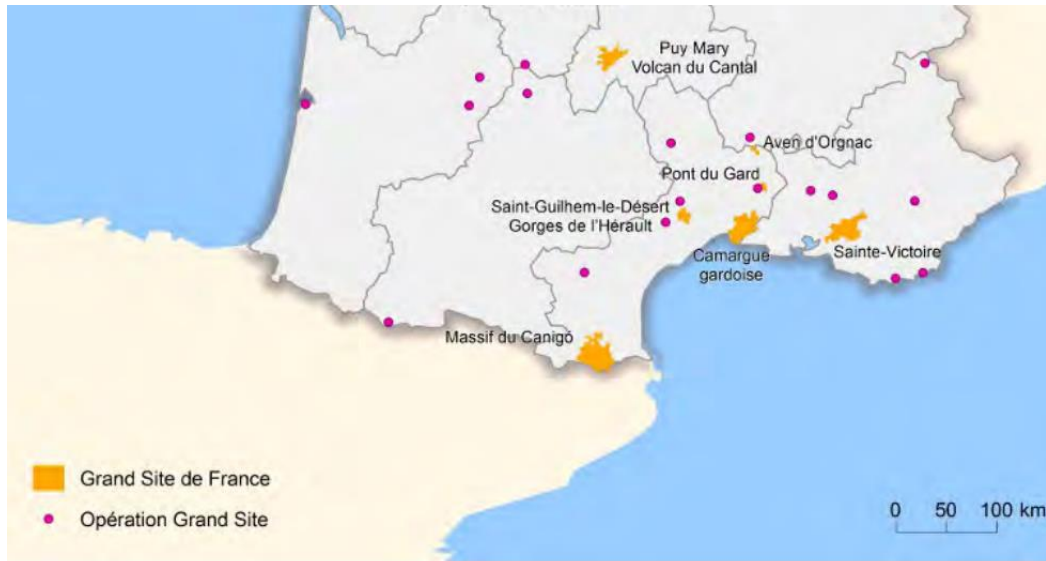 Puy Mary
Volcan du Cantal
Aven d'Orgnac
Pont du Gard
Saint-Guilhem-le-Désert
Gorges de l'Hérault
Camargue
gardoise
Sainte-Victoire
Massif du Canigó
Grand Site de France
Opération Grand Site
0 50 100 km